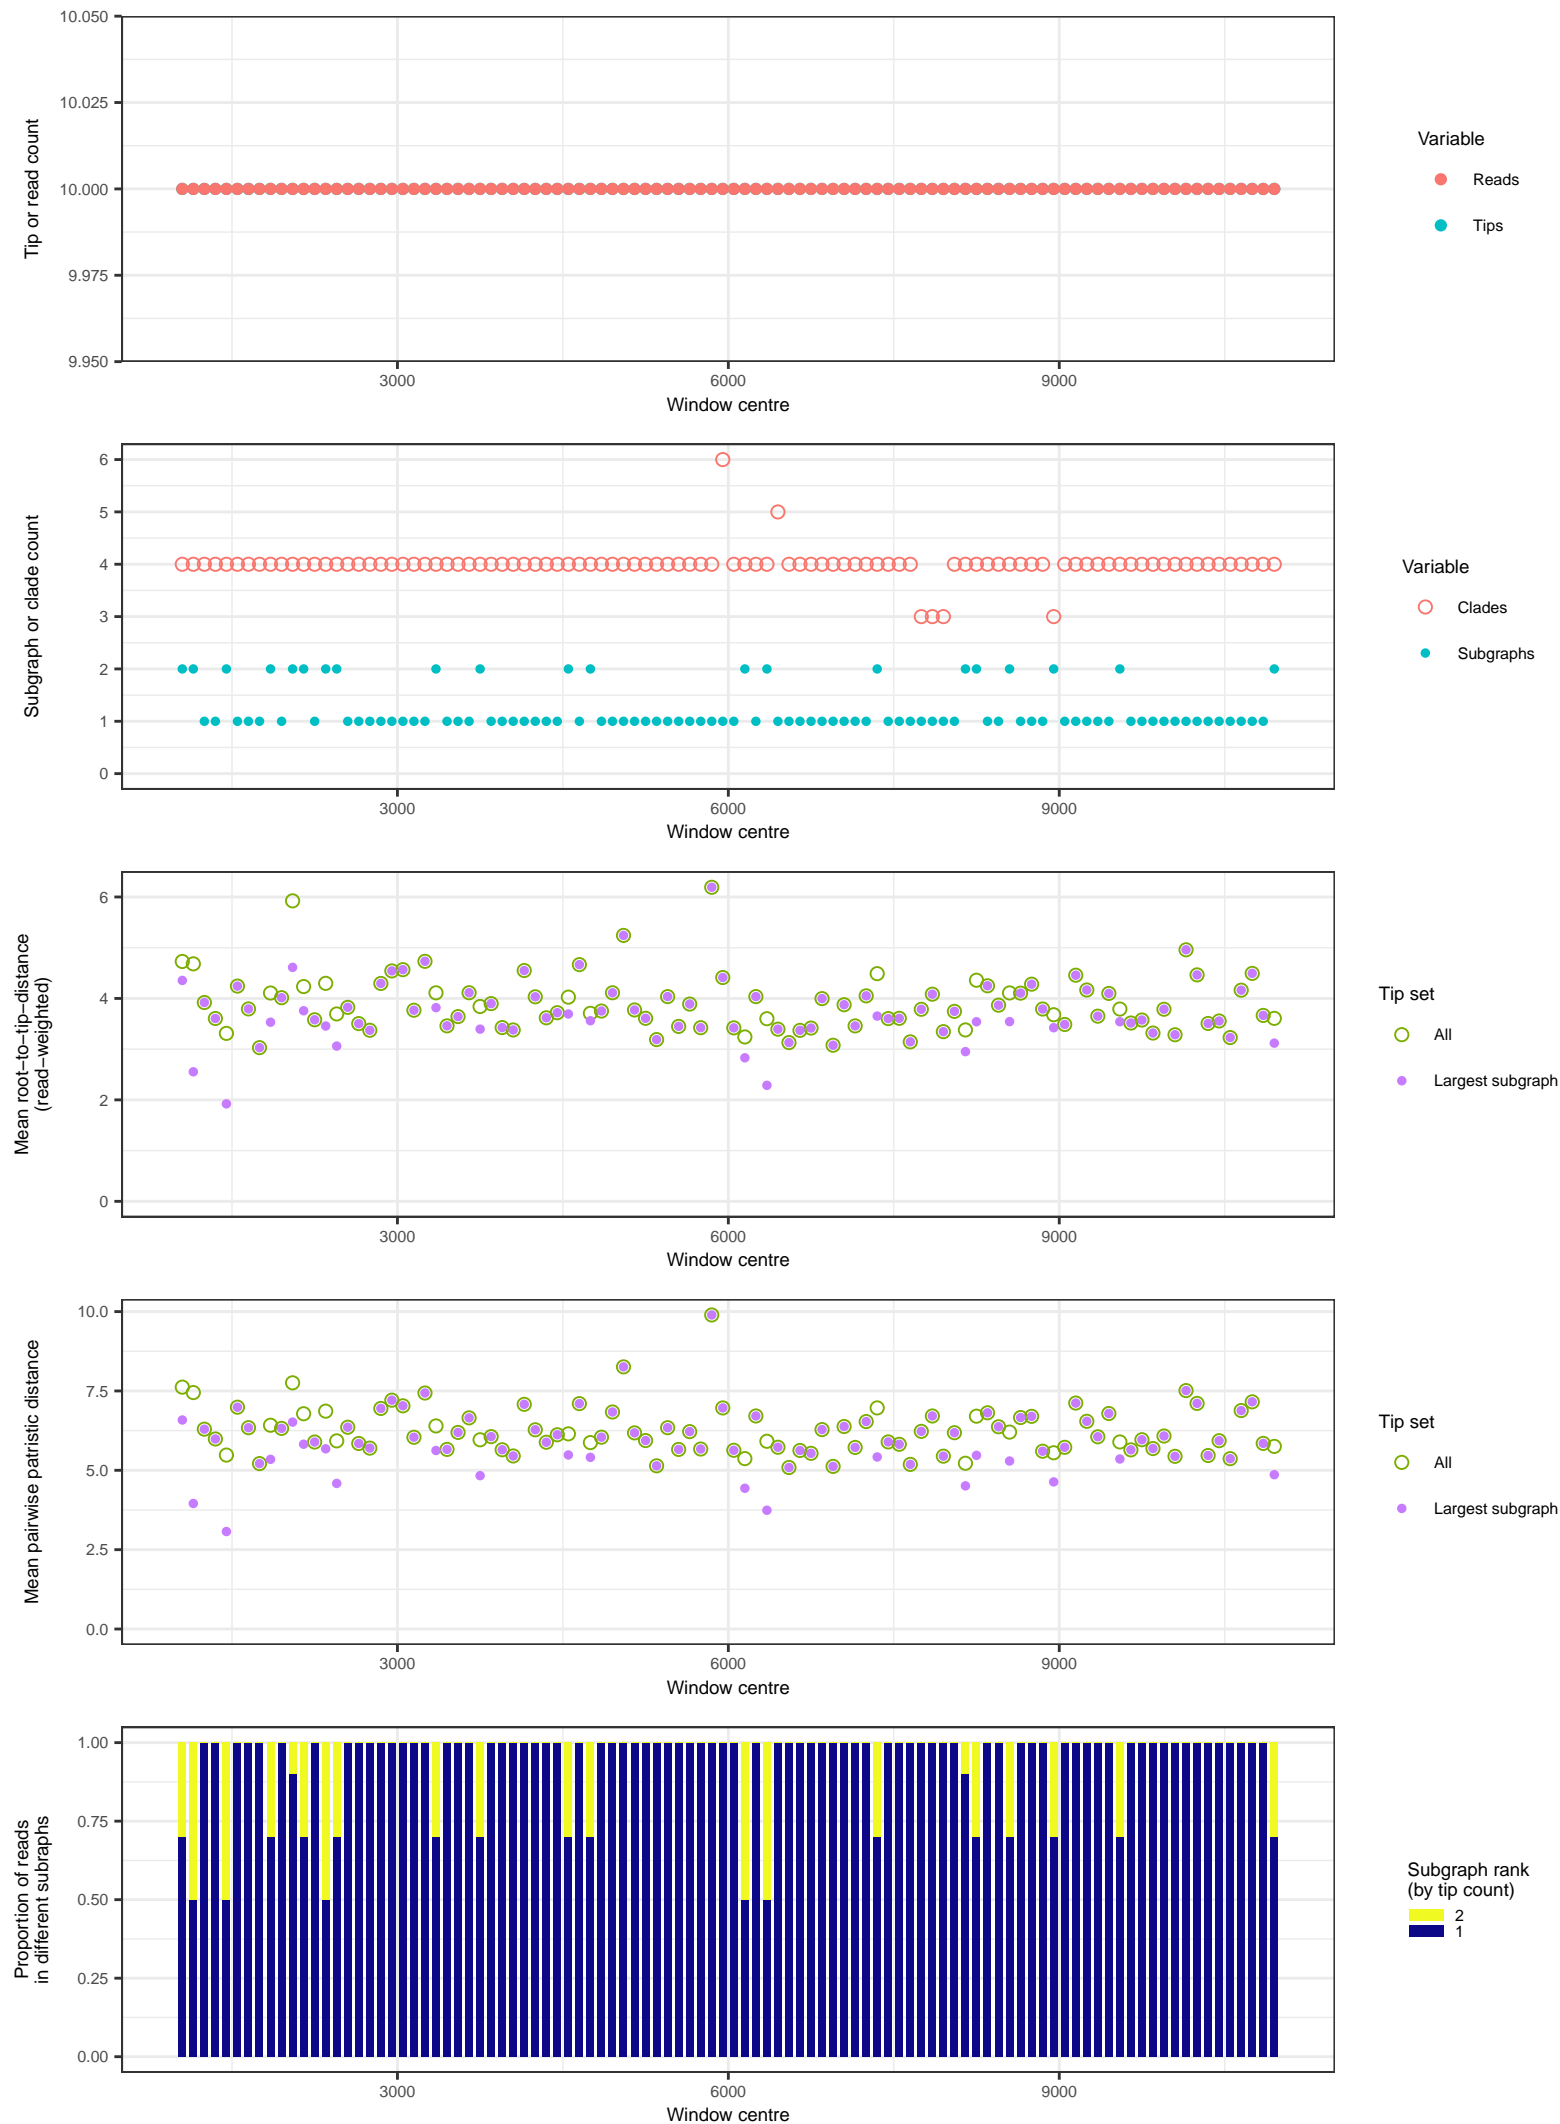 10.050
10.025
10.000
9.975
9.950
Tip or read count
3000 6000 9000
Window centre
Variable
Reads
Tips
6
5
4
3
2
1
0
Subgraph or clade count
3000 6000 9000
Window centre
Variable
Clades
Subgraphs
6
4
2
0
Mean root−to−tip−distance
(read−weighted)
3000 6000 9000
Window centre
Tip set
All
Largest subgraph
10.0
7.5
5.0
2.5
0.0
Mean pairwise patristic distance
3000 6000 9000
Window centre
Tip set
All
Largest subgraph
1.00
0.75
0.50
0.25
0.00
Proportion of reads
in different subraphs
3000 6000 9000
Window centre
Subgraph rank
(by tip count)
2
1